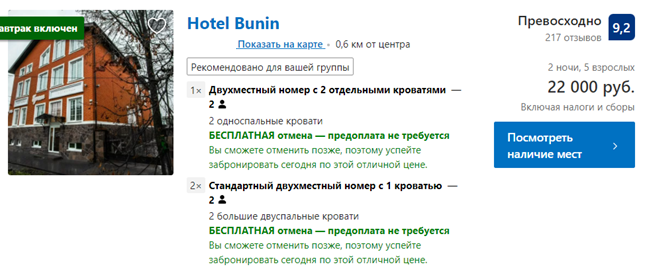 автрак включен
Hotel Bunin
Показать на карте • 0,6 км от центра
Рекомендовано для вашей группы
1× Двухместный номер с 2 отдельными кроватями —
2
2 односпальные кровати
БЕСПЛАТНАЯ отмена — предоплата не требуется
Вы сможете отменить позже, поэтому успейте
забронировать сегодня по этой отличной цене.
2× Стандартный двухместный номер с 1 кроватью —
2
2 большие двуспальные кровати
БЕСПЛАТНАЯ отмена — предоплата не требуется
Вы сможете отменить позже, поэтому успейте
забронировать сегодня по этой отличной цене.
Превосходно 9,2
217 отзывов
2 ночи, 5 взрослых
22 000 руб.
Включая налоги и сборы
Посмотреть
наличие мест